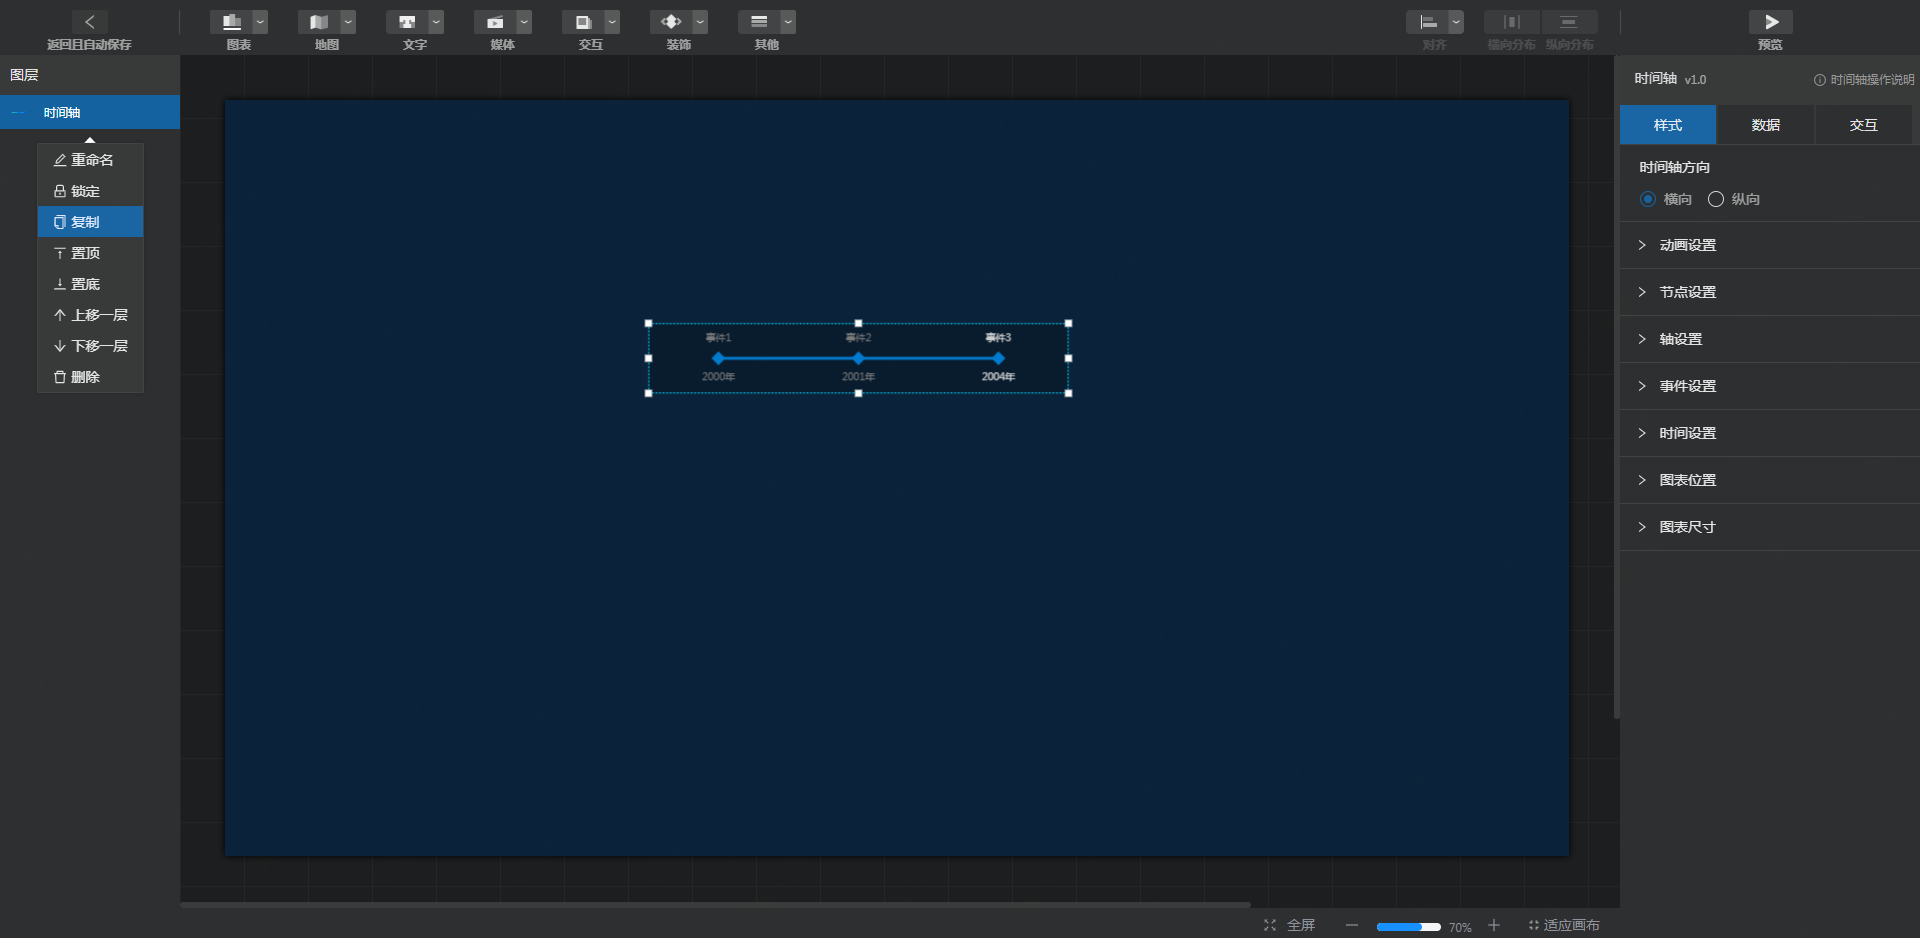 返回且自动保存
图表
地图
文字
媒体
交互
装饰
其他
对齐
横向分布
纵向分布
预览
图层
时间轴
重命名
锁定
复制
置顶
置底
上移一层
下移一层
删除
事件1
事件2
事件3
2000年
2001年
2004年
时间轴 v1.0
时间轴操作说明
样式
数据
交互
时间轴方向
横向
纵向
动画设置
节点设置
轴设置
事件设置
时间设置
图表位置
图表尺寸
全屏
70%
适应画布